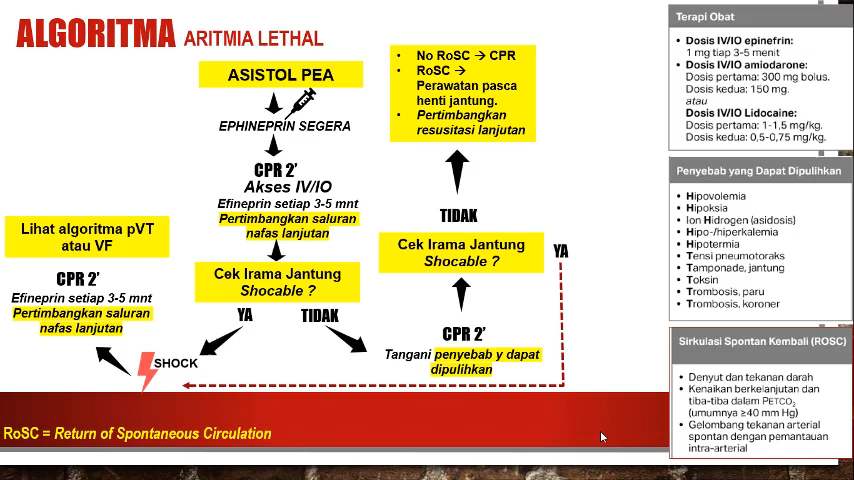 ALGORITMA ARITMIA LETHAL
ASISTOL PEA
EPHINEPRIN SEGERA
CPR 2'
Akses IV/IO
Efineprin setiap 3-5 mnt
Pertimbangkan saluran
nafas lanjutan
Cek Irama Jantung
Shocable ?
YA
TIDAK
SHOCK
Lihat algoritma pVT
atau VF
CPR 2'
Efineprin setiap 3-5 mnt
Pertimbangkan saluran
nafas lanjutan
CPR 2'
Tangani penyebab y dapat
dipulihkan
Cek Irama Jantung
Shocable ?
YA
TIDAK
• No RoSC → CPR
• RoSC →
Perawatan pasca
henti jantung.
• Pertimbangkan
resusitasi lanjutan
RoSC = Return of Spontaneous Circulation
Terapi Obat
• Dosis IV/IO epinefrin:
1 mg tiap 3-5 menit
• Dosis IV/IO amiodarone:
Dosis pertama: 300 mg bolus.
Dosis kedua: 150 mg.
atau
Dosis IV/IO Lidocaine:
Dosis pertama: 1-1,5 mg/kg.
Dosis kedua: 0,5-0,75 mg/kg.
Penyebab yang Dapat Dipulihkan
• Hipovolemia
• Hipoksia
• Ion Hidrogen (asidosis)
• Hipo-/hiperkalemia
• Hipotermia
• Tensi pneumotoraks
• Tamponade, jantung
• Toksin
• Trombosis, paru
• Trombosis, koroner
Sirkulasi Spontan Kembali (ROSC)
• Denyut dan tekanan darah
• Kenaikan berkelanjutan dan
tiba-tiba dalam PETCO₂
(umumnya ≥40 mm Hg)
• Gelombang tekanan arterial
spontan dengan pemantauan
intra-arterial